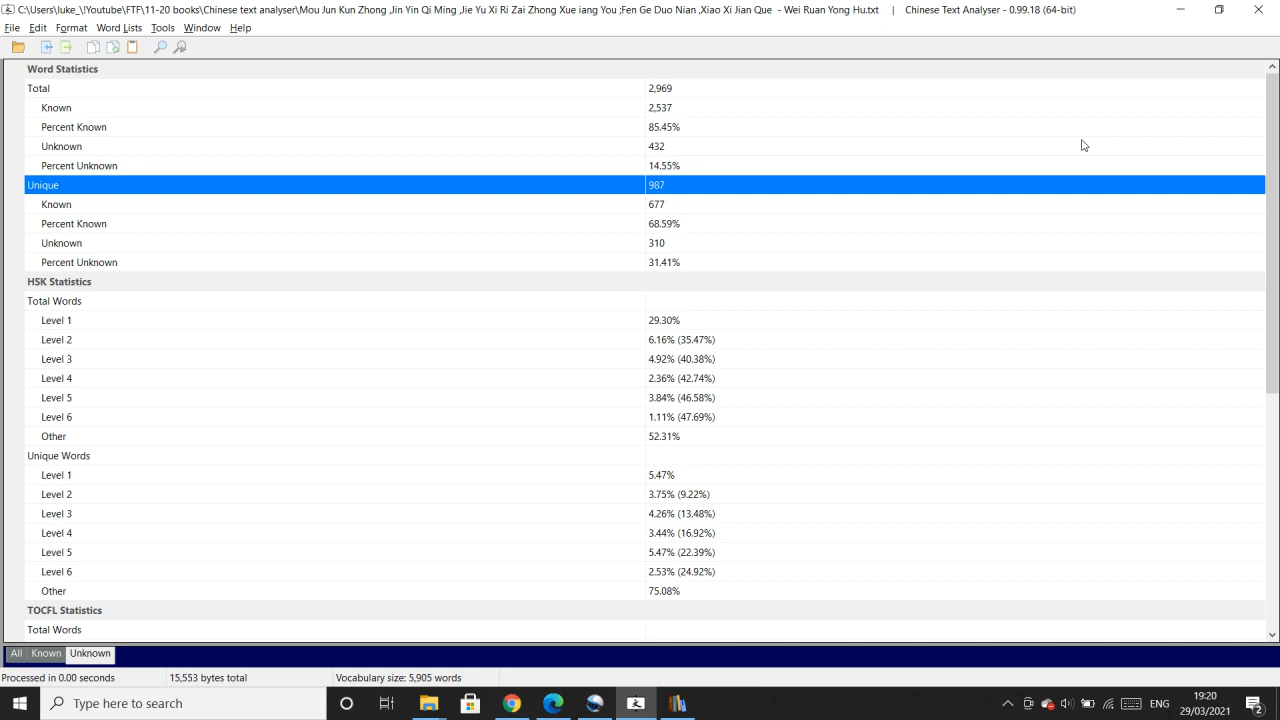 C:\Users\luke_\!Youtube\FTF\11-20 books\Chinese text analyser\Mou Jun Kun Zhong ,Jin Yin Qi Ming ,Jie Yu Xi Ri Zai Zhong Xue iang You ;Fen Ge Duo Nian ,Xiao Xi Jian Que - Wei Ruan Yong Hu.txt | Chinese Text Analyser - 0.99.18 (64-bit)
File Edit Format Word Lists Tools Window Help
Word Statistics
Total 2,969
Known 2,537
Percent Known 85.45%
Unknown 432
Percent Unknown 14.55%
Unique 987
Known 677
Percent Known 68.59%
Unknown 310
Percent Unknown 31.41%
HSK Statistics
Total Words
Level 1 29.30%
Level 2 6.16% (35.47%)
Level 3 4.92% (40.38%)
Level 4 2.36% (42.74%)
Level 5 3.84% (46.58%)
Level 6 1.11% (47.69%)
Other 52.31%
Unique Words
Level 1 5.47%
Level 2 3.75% (9.22%)
Level 3 4.26% (13.48%)
Level 4 3.44% (16.92%)
Level 5 5.47% (22.39%)
Level 6 2.53% (24.92%)
Other 75.08%
TOCFL Statistics
Total Words
All Known Unknown
Processed in 0.00 seconds 15,553 bytes total Vocabulary size: 5,905 words
Type here to search ENG 19:20
29/03/2021 2